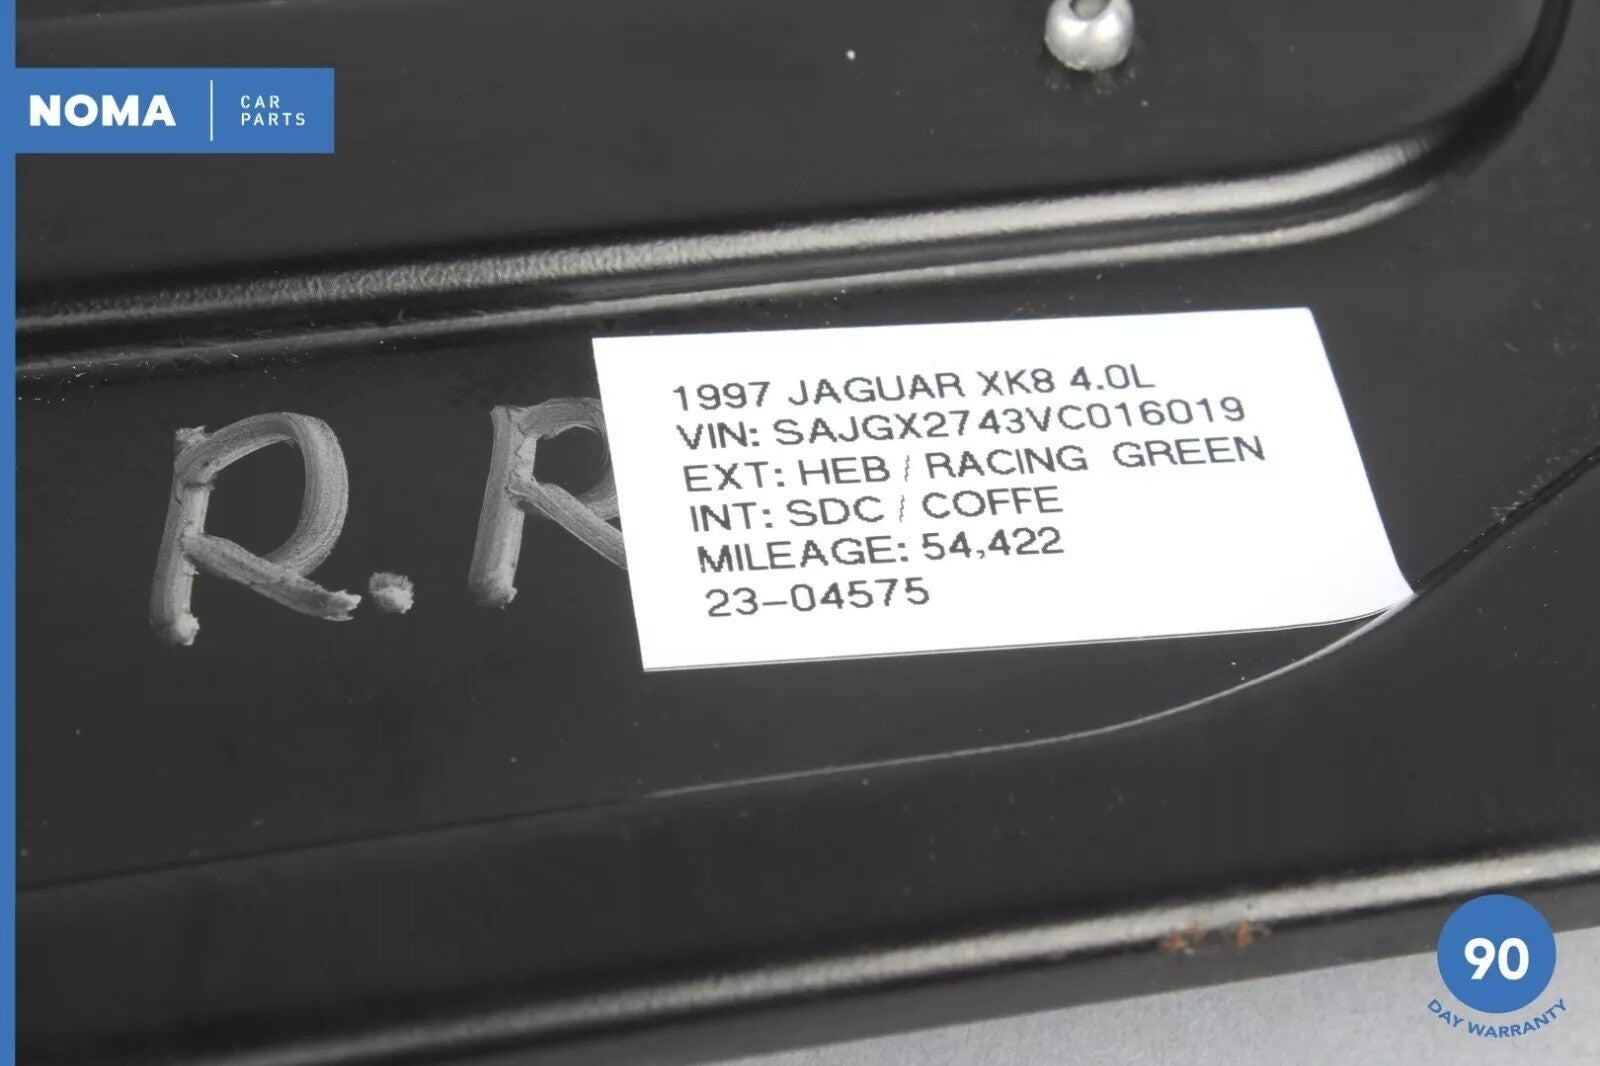 NOMA
CAR
PARTS
R.R
1997 JAGUAR XK8 4.0L
VIN: SAJGX2743VC016019
EXT: HEB / RACING GREEN
INT: SDC / COFFE
MILEAGE: 54,422
23-04575
90
DAY WARRANTY